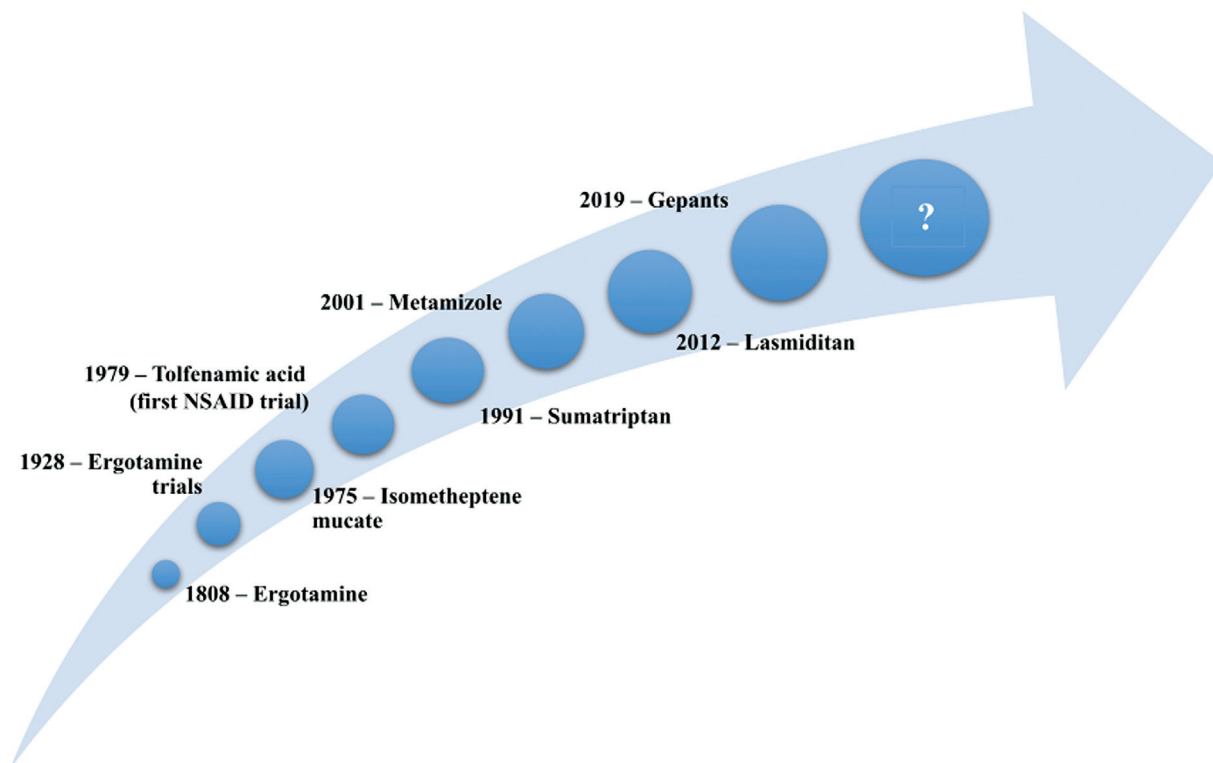 2019 – Gepants
?
2001 – Metamizole
2012 – Lasmiditan
1979 – Tolfenamic acid
(first NSAID trial)
1991 – Sumatriptan
1928 – Ergotamine
trials
1975 – Isometheptene
mucate
1808 – Ergotamine